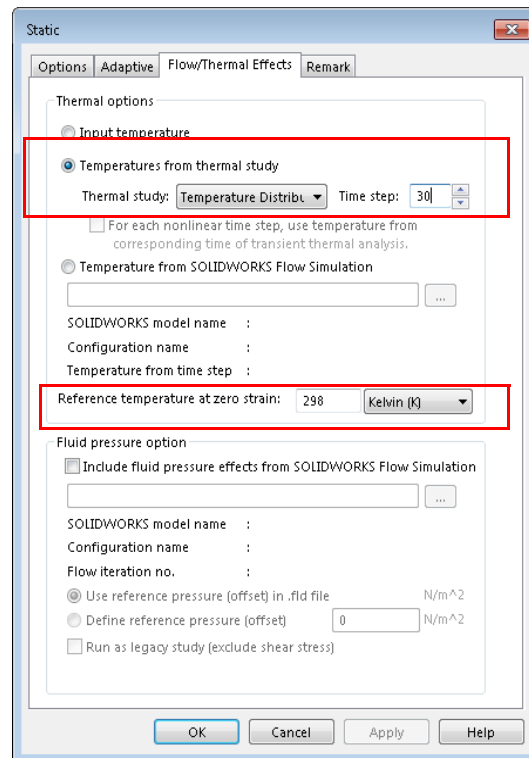 Static
Options Adaptive Flow/Thermal Effects Remark
Thermal options
Input temperature
Temperatures from thermal study
Thermal study: Temperature Distribu Time step: 30
For each nonlinear time step, use temperature from
corresponding time of transient thermal analysis.
Temperature from SOLIDWORKS Flow Simulation
...
SOLIDWORKS model name :
Configuration name :
Temperature from time step :
Reference temperature at zero strain: 298 Kelvin (K)
Fluid pressure option
Include fluid pressure effects from SOLIDWORKS Flow Simulation
...
SOLIDWORKS model name :
Configuration name :
Flow iteration no. :
Use reference pressure (offset) in .fld file N/m^2
Define reference pressure (offset) 0 N/m^2
Run as legacy study (exclude shear stress)
OK Cancel Apply Help